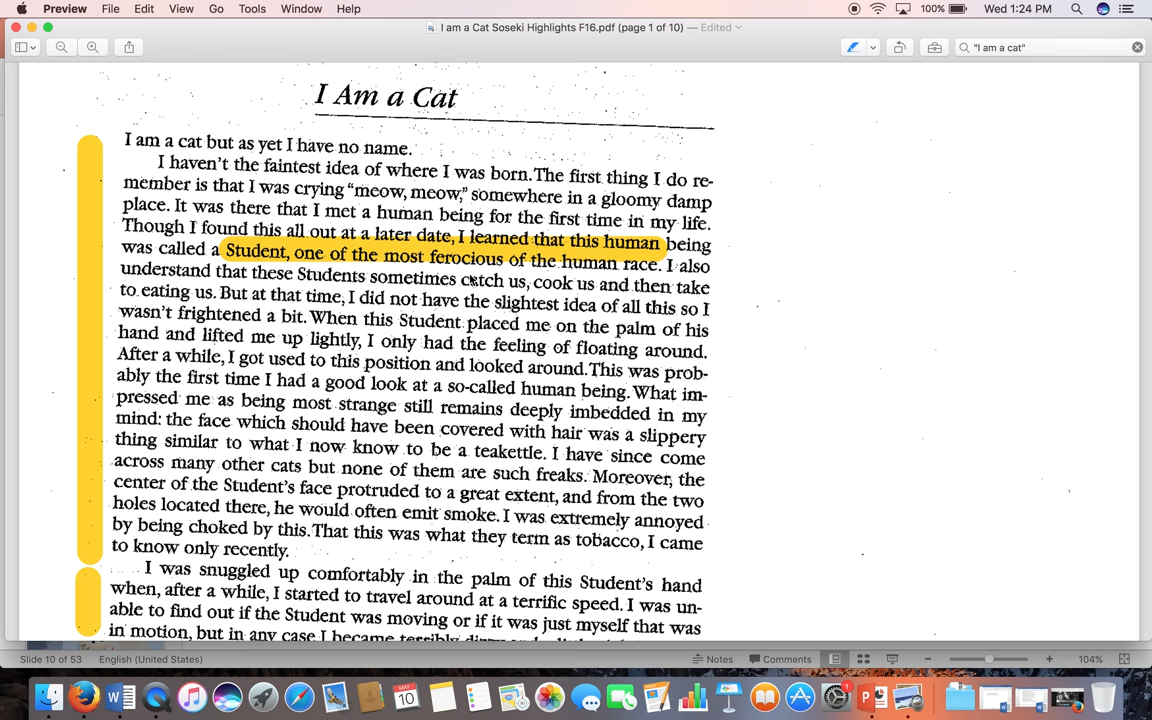 Preview File Edit View Go Tools Window Help 100% Wed 1:24 PM
I am a Cat Soseki Highlights F16.pdf (page 1 of 10) — Edited
"I am a cat"
I Am a Cat
I am a cat but as yet I have no name.
I haven't the faintest idea of where I was born. The first thing I do re-
member is that I was crying "meow, meow," somewhere in a gloomy damp
place. It was there that I met a human being for the first time in my life.
Though I found this all out at a later date, I learned that this human being
was called a Student, one of the most ferocious of the human race. I also
understand that these Students sometimes catch us, cook us and then take
to eating us. But at that time, I did not have the slightest idea of all this so I
wasn't frightened a bit. When this Student placed me on the palm of his
hand and lifted me up lightly, I only had the feeling of floating around.
After a while, I got used to this position and looked around. This was prob-
ably the first time I had a good look at a so-called human being. What im-
pressed me as being most strange still remains deeply imbedded in my
mind: the face which should have been covered with hair was a slippery
thing similar to what I now know to be a teakettle. I have since come
across many other cats but none of them are such freaks. Moreover, the
center of the Student's face protruded to a great extent, and from the two
holes located there, he would often emit smoke. I was extremely annoyed
by being choked by this. That this was what they term as tobacco, I came
to know only recently.
I was snuggled up comfortably in the palm of this Student's hand
when, after a while, I started to travel around at a terrific speed. I was un-
able to find out if the Student was moving or if it was just myself that was
in motion, but in any case I became terribly
Slide 10 of 53 English (United States) Notes Comments 104%
MAY
10
1